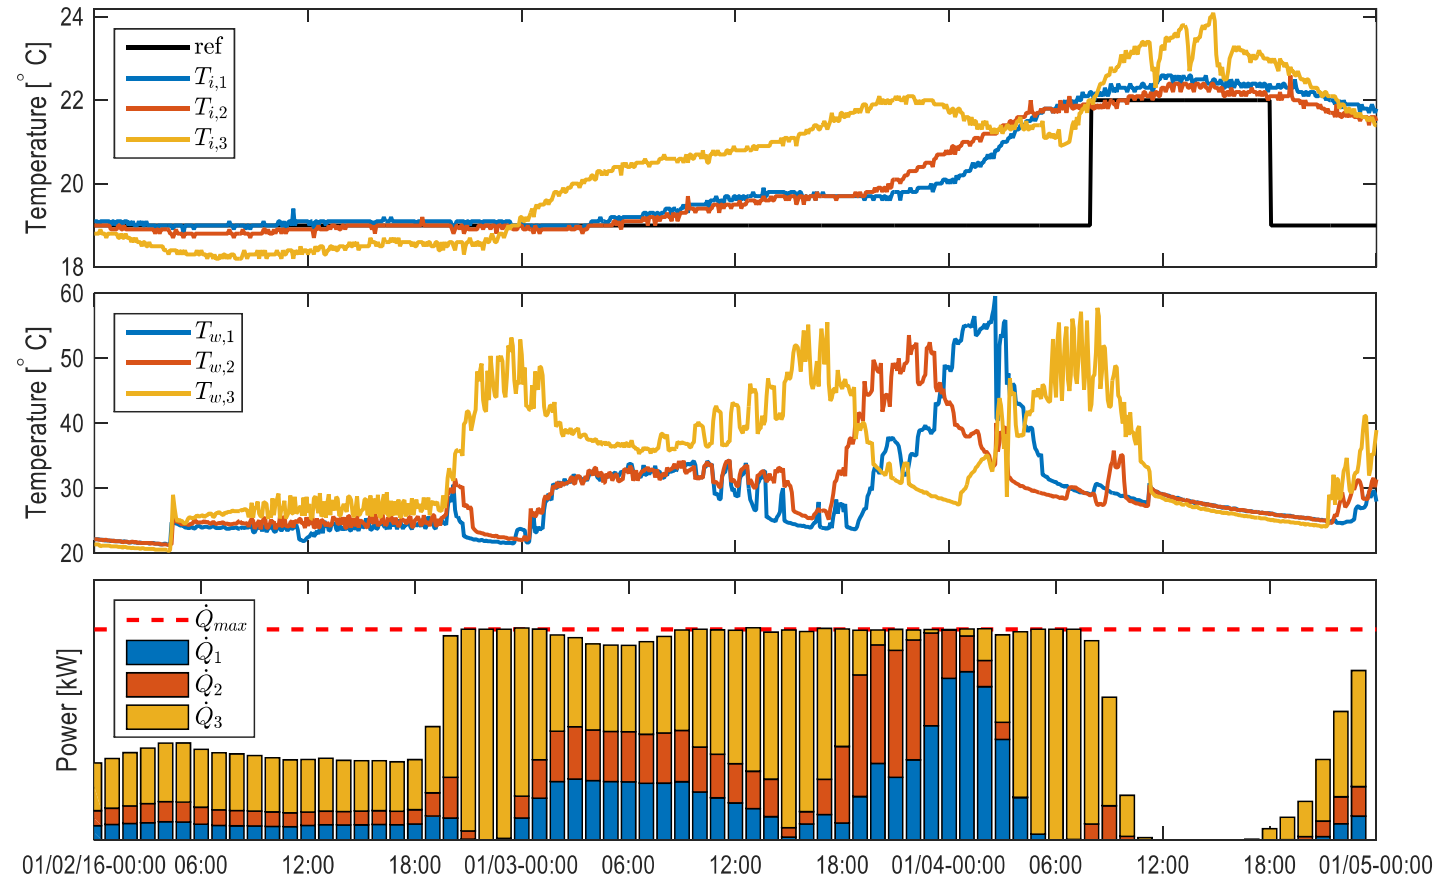 Temperature [° C]
24
22
20
18
ref
T_{i,1}
T_{i,2}
T_{i,3}
Temperature [° C]
60
50
40
30
20
T_{w,1}
T_{w,2}
T_{w,3}
Power [kW]
Q̇_{max}
Q̇_1
Q̇_2
Q̇_3
01/02/16-00:00 06:00 12:00 18:00 01/03-00:00 06:00 12:00 18:00 01/04-00:00 06:00 12:00 18:00 01/05-00:00